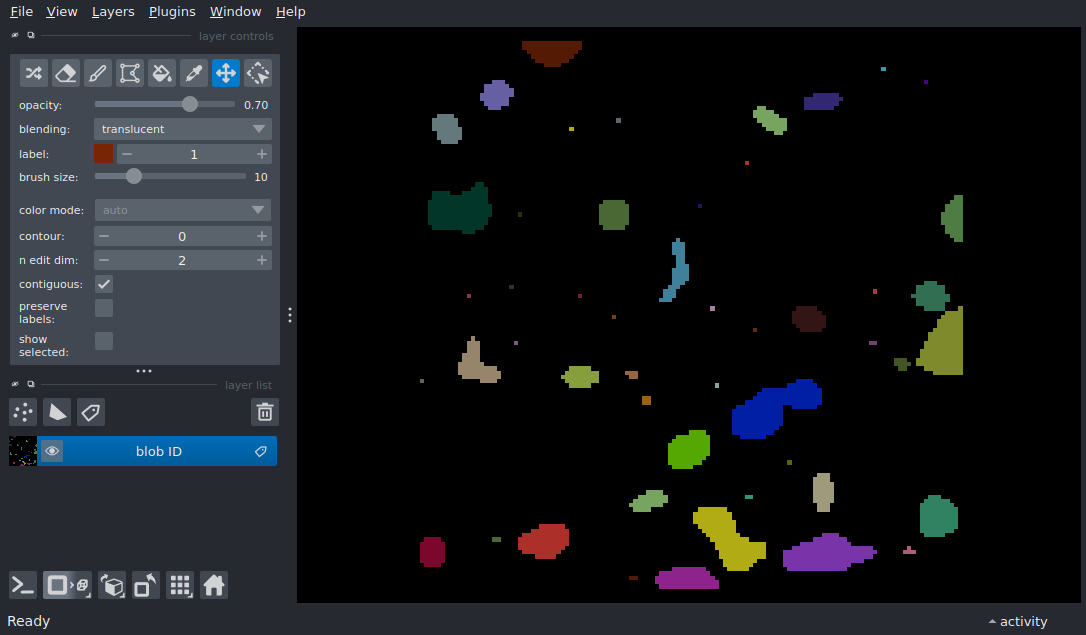 File View Layers Plugins Window Help
layer controls
opacity: 0.70
blending: translucent
label: 1
brush size: 10
color mode: auto
contour: 0
n edit dim: 2
contiguous:
preserve
labels:
show
selected:
layer list
blob ID
Ready
activity